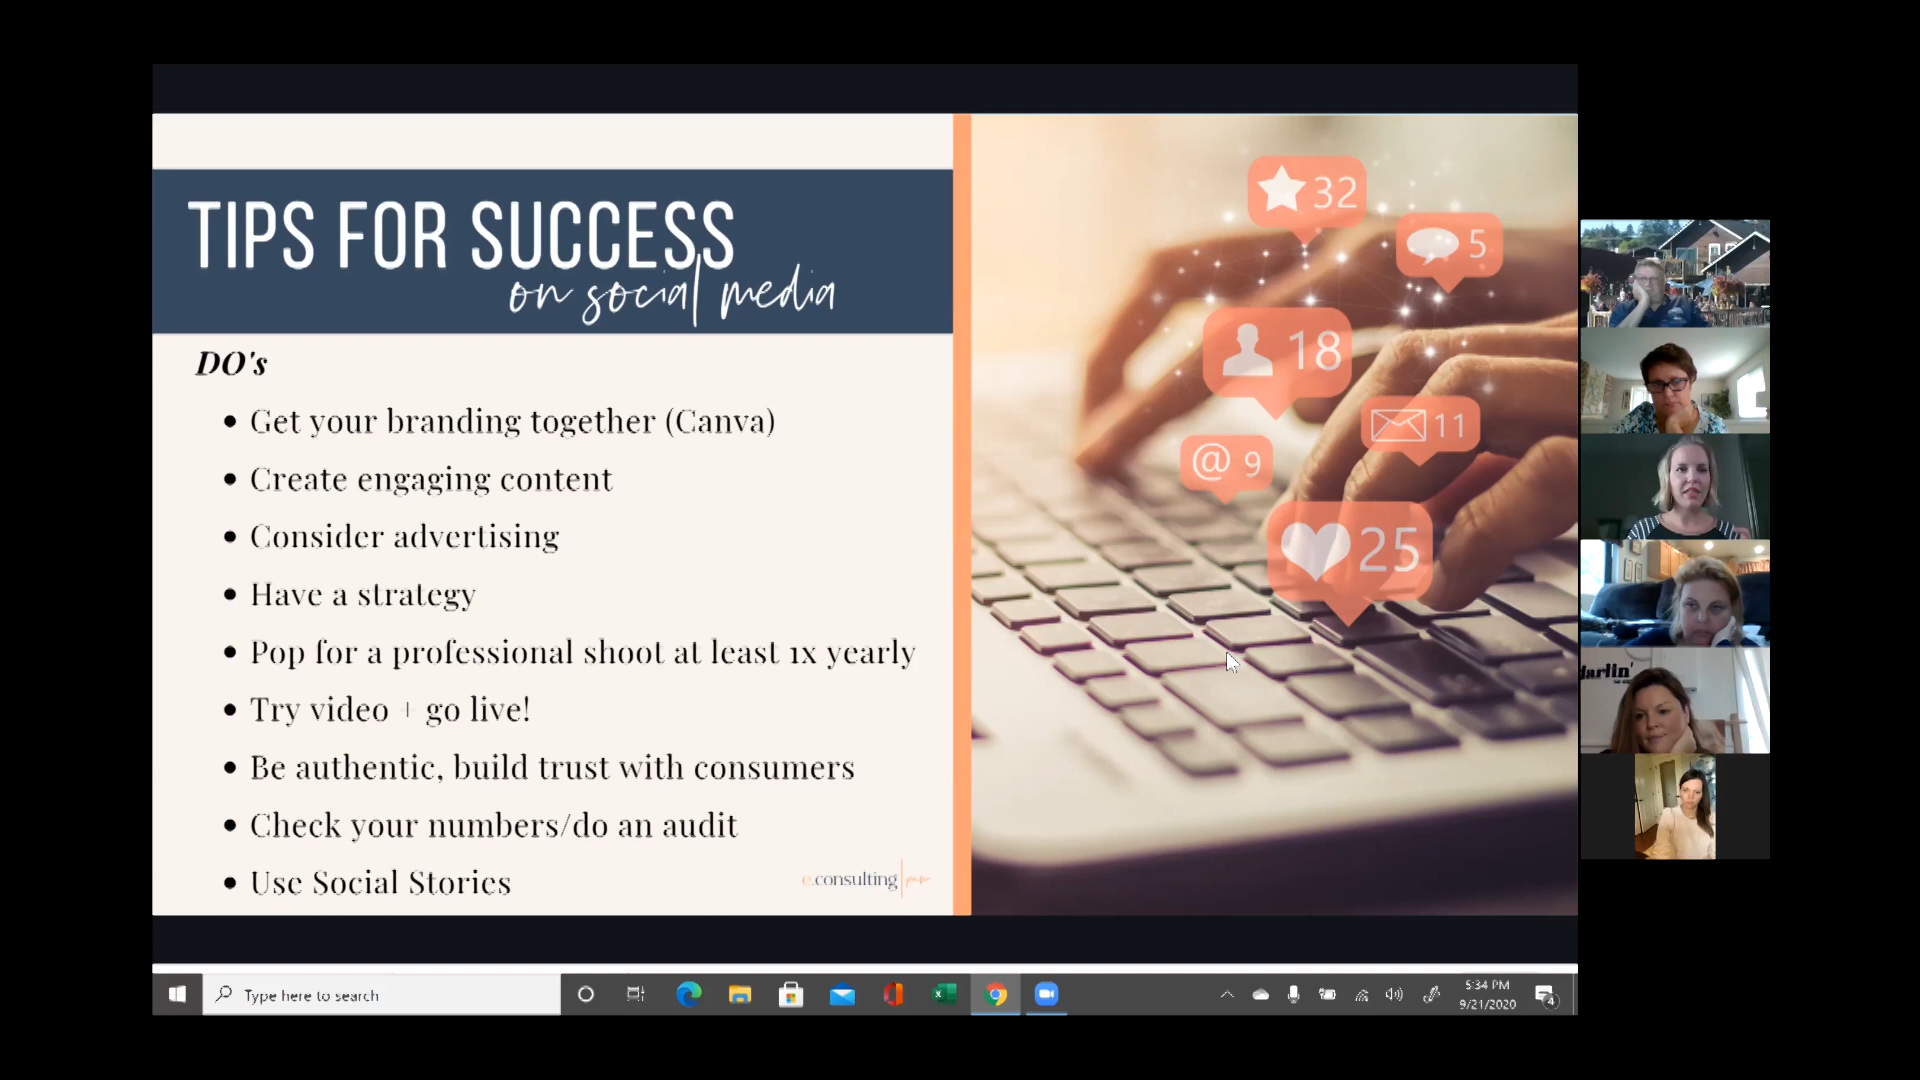 TIPS FOR SUCCESS
on social media
DO's
• Get your branding together (Canva)
• Create engaging content
• Consider advertising
• Have a strategy
• Pop for a professional shoot at least 1x yearly
• Try video + go live!
• Be authentic, build trust with consumers
• Check your numbers/do an audit
• Use Social Stories
e.consulting
32
5
18
11
@ 9
25
darlin'
Type here to search
5:34 PM
9/21/2020
4